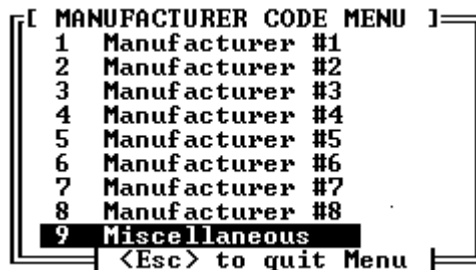 [ MANUFACTURER CODE MENU ]
1 Manufacturer #1
2 Manufacturer #2
3 Manufacturer #3
4 Manufacturer #4
5 Manufacturer #5
6 Manufacturer #6
7 Manufacturer #7
8 Manufacturer #8
9 Miscellaneous
<Esc> to quit Menu